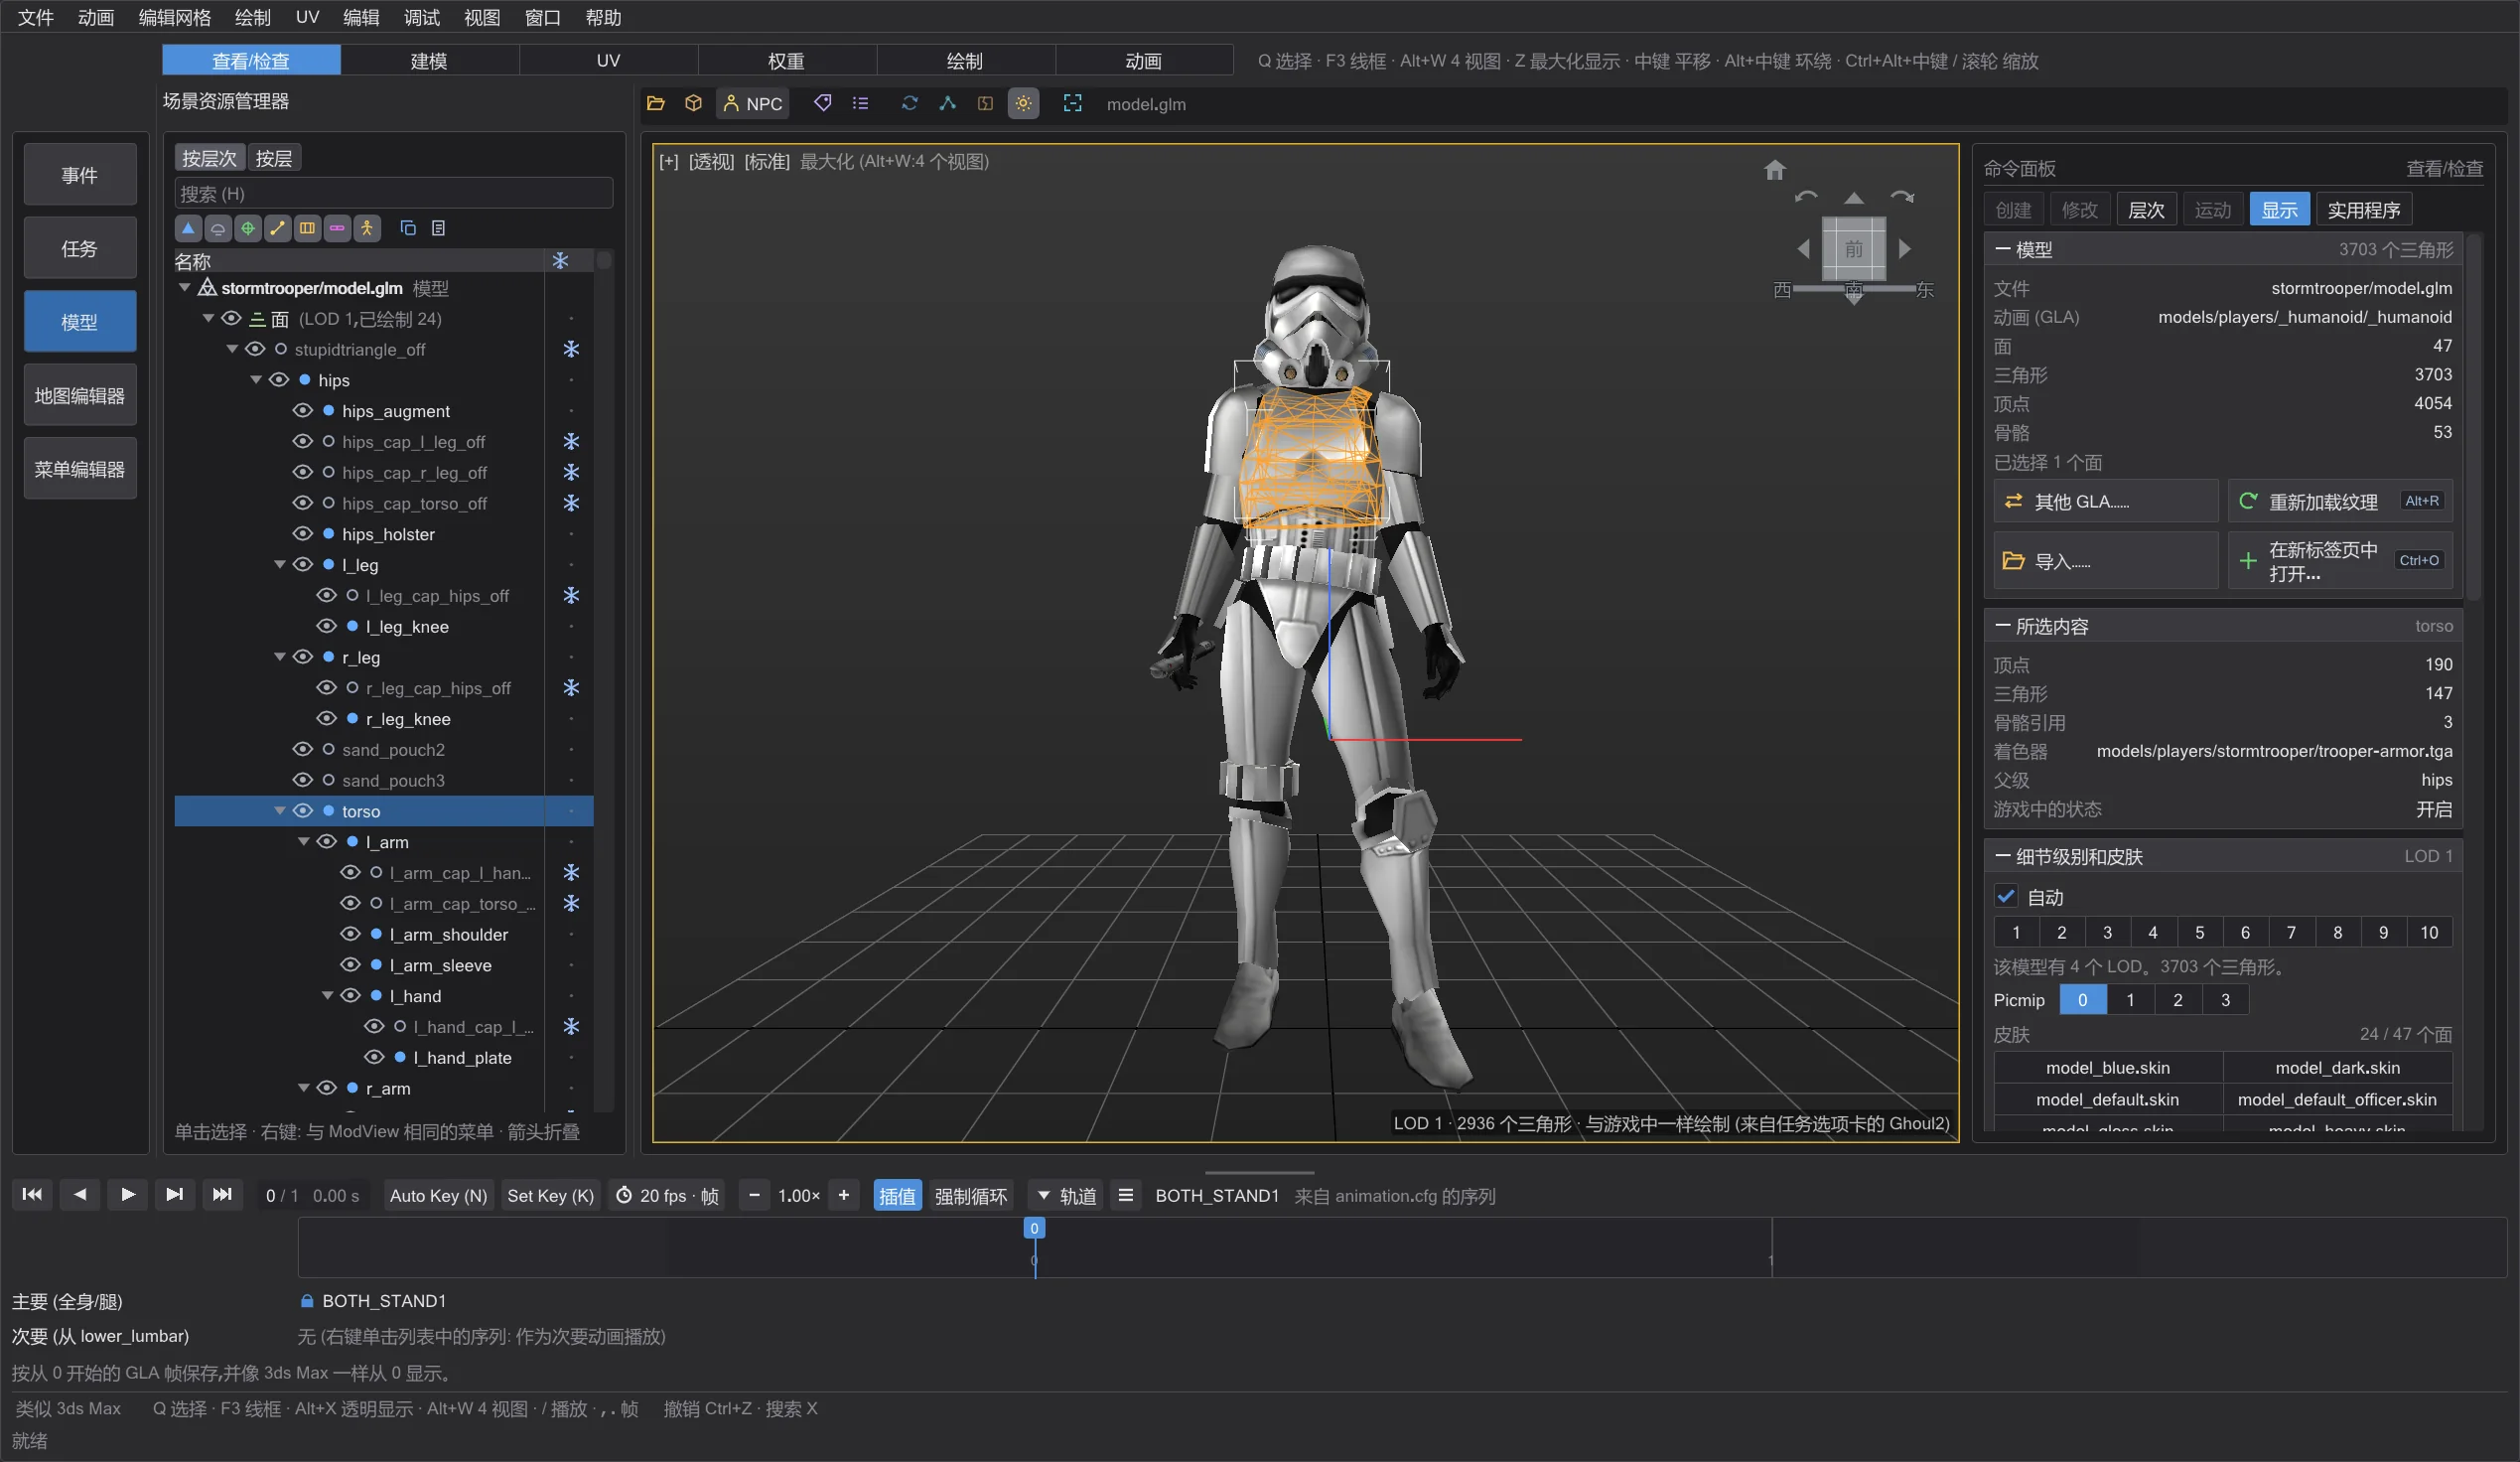 文件 动画 编辑网格 绘制 UV 编辑 调试 视图 窗口 帮助
查看/检查 建模 UV 权重 绘制 动画 Q 选择 · F3 线框 · Alt+W 4 视图 · Z 最大化显示 · 中键 平移 · Alt+中键 环绕 · Ctrl+Alt+中键 / 滚轮 缩放
场景资源管理器
NPC model.glm
事件
任务
模型
地图编辑器
菜单编辑器
按层次 按层
搜索 (H)
名称
stormtrooper/model.glm 模型
面 (LOD 1,已绘制 24)
stupidtriangle_off
hips
hips_augment
hips_cap_l_leg_off
hips_cap_r_leg_off
hips_cap_torso_off
hips_holster
l_leg
l_leg_cap_hips_off
l_leg_knee
r_leg
r_leg_cap_hips_off
r_leg_knee
sand_pouch2
sand_pouch3
torso
l_arm
l_arm_cap_l_han...
l_arm_cap_torso_...
l_arm_shoulder
l_arm_sleeve
l_hand
l_hand_cap_l_...
l_hand_plate
r_arm
单击选择 · 右键: 与 ModView 相同的菜单 · 箭头折叠
[+] [透视] [标准] 最大化 (Alt+W:4 个视图)
前
西 南 东
LOD 1 · 2936 个三角形 · 与游戏中一样绘制 (来自任务选项卡的 Ghoul2)
命令面板 查看/检查
创建 修改 层次 运动 显示 实用程序
模型 3703 个三角形
文件 stormtrooper/model.glm
动画 (GLA) models/players/_humanoid/_humanoid
面 47
三角形 3703
顶点 4054
骨骼 53
已选择 1 个面
其他 GLA...... 重新加载纹理 Alt+R
导入...... 在新标签页中打开... Ctrl+O
所选内容 torso
顶点 190
三角形 147
骨骼引用 3
着色器 models/players/stormtrooper/trooper-armor.tga
父级 hips
游戏中的状态 开启
细节级别和皮肤 LOD 1
自动
1 2 3 4 5 6 7 8 9 10
该模型有 4 个 LOD。3703 个三角形。
Picmip 0 1 2 3
皮肤 24 / 47 个面
model_blue.skin model_dark.skin
model_default.skin model_default_officer.skin
model_gloss.skin model_heavy.skin
0 / 1 0.00 s Auto Key (N) Set Key (K) 20 fps · 帧 − 1.00× + 插值 强制循环 轨道 BOTH_STAND1 来自 animation.cfg 的序列
0
0 1
主要 (全身/腿) BOTH_STAND1
次要 (从 lower_lumbar) 无 (右键单击列表中的序列: 作为次要动画播放)
按从 0 开始的 GLA 帧保存,并像 3ds Max 一样从 0 显示。
类似 3ds Max Q 选择 · F3 线框 · Alt+X 透明显示 · Alt+W 4 视图 · / 播放 · , . 帧 撤销 Ctrl+Z · 搜索 X
就绪